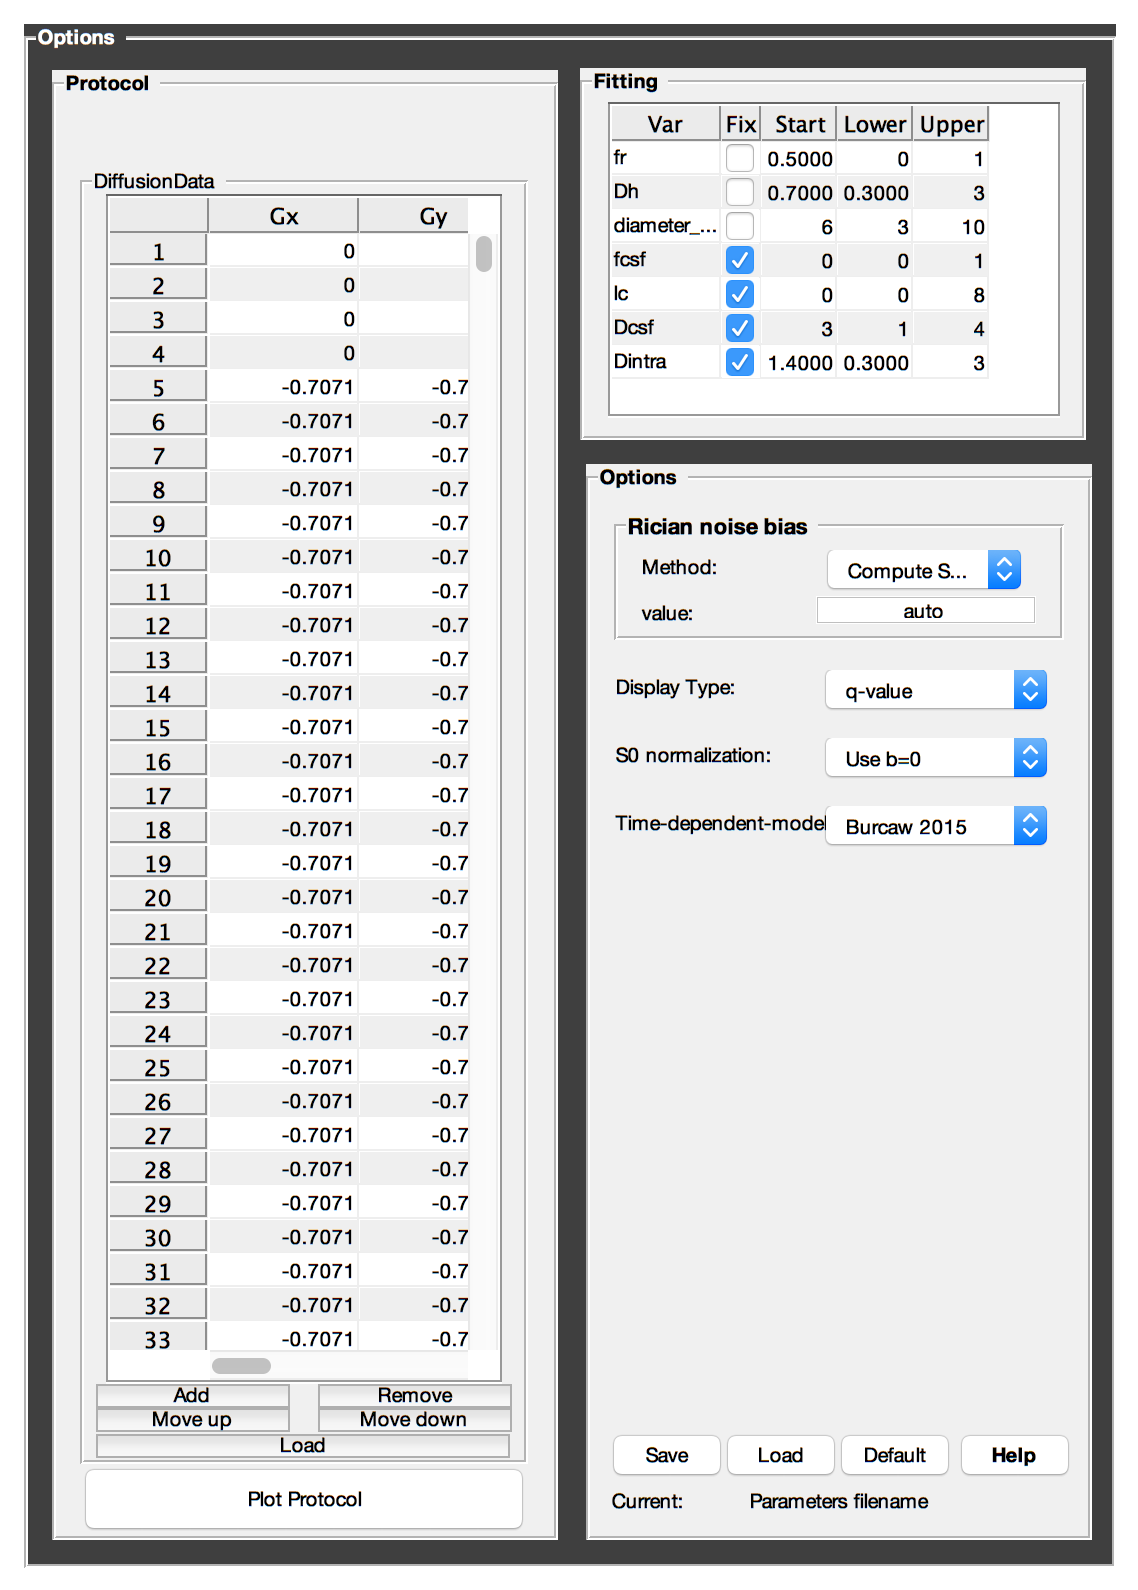 Options
Protocol
DiffusionData
Gx Gy
1 0
2 0
3 0
4 0
5 -0.7071 -0.7
6 -0.7071 -0.7
7 -0.7071 -0.7
8 -0.7071 -0.7
9 -0.7071 -0.7
10 -0.7071 -0.7
11 -0.7071 -0.7
12 -0.7071 -0.7
13 -0.7071 -0.7
14 -0.7071 -0.7
15 -0.7071 -0.7
16 -0.7071 -0.7
17 -0.7071 -0.7
18 -0.7071 -0.7
19 -0.7071 -0.7
20 -0.7071 -0.7
21 -0.7071 -0.7
22 -0.7071 -0.7
23 -0.7071 -0.7
24 -0.7071 -0.7
25 -0.7071 -0.7
26 -0.7071 -0.7
27 -0.7071 -0.7
28 -0.7071 -0.7
29 -0.7071 -0.7
30 -0.7071 -0.7
31 -0.7071 -0.7
32 -0.7071 -0.7
33 -0.7071 -0.7
Add Remove
Move up Move down
Load
Plot Protocol
Fitting
Var Fix Start Lower Upper
fr 0.5000 0 1
Dh 0.7000 0.3000 3
diameter_... 6 3 10
fcsf 0 0 1
lc 0 0 8
Dcsf 3 1 4
Dintra 1.4000 0.3000 3
Options
Rician noise bias
Method: Compute S...
value: auto
Display Type: q-value
S0 normalization: Use b=0
Time-dependent-model Burcaw 2015
Save Load Default Help
Current: Parameters filename